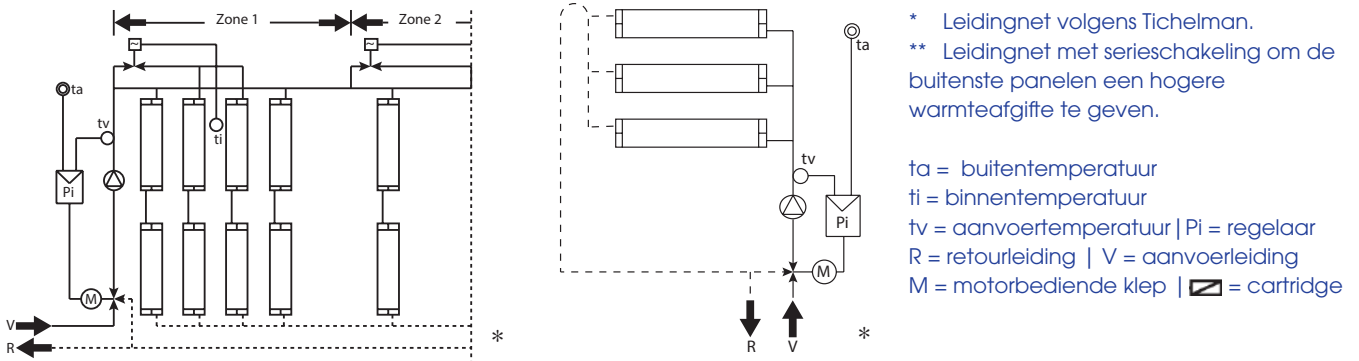 Zone 1
Zone 2
~
~
ta
tv
ti
Pi
M
V
R
*
ta
tv
Pi
M
R
V
*
* Leidingnet volgens Tichelman.
** Leidingnet met serieschakeling om de
buitenste panelen een hogere
warmteafgifte te geven.
ta = buitentemperatuur
ti = binnentemperatuur
tv = aanvoertemperatuur | Pi = regelaar
R = retourleiding | V = aanvoerleiding
M = motorbediende klep | = cartridge